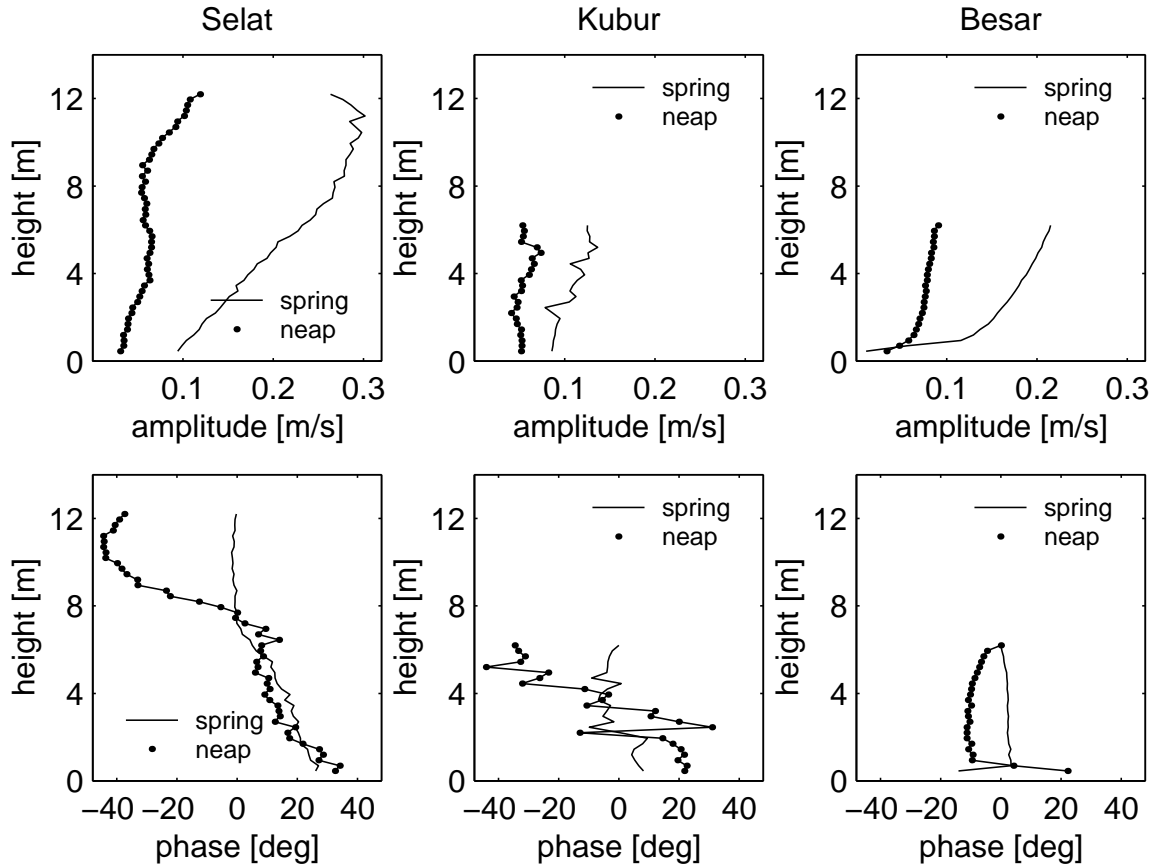 Selat
Kubur
Besar
12
8
4
0
height [m]
spring
neap
0.1
0.2
0.3
amplitude [m/s]
12
8
4
0
height [m]
spring
neap
0.1
0.2
0.3
amplitude [m/s]
12
8
4
0
height [m]
spring
neap
0.1
0.2
0.3
amplitude [m/s]
12
8
4
0
height [m]
spring
neap
−40
−20
0
20
40
phase [deg]
12
8
4
0
height [m]
spring
neap
−40
−20
0
20
40
phase [deg]
12
8
4
0
height [m]
spring
neap
−40
−20
0
20
40
phase [deg]